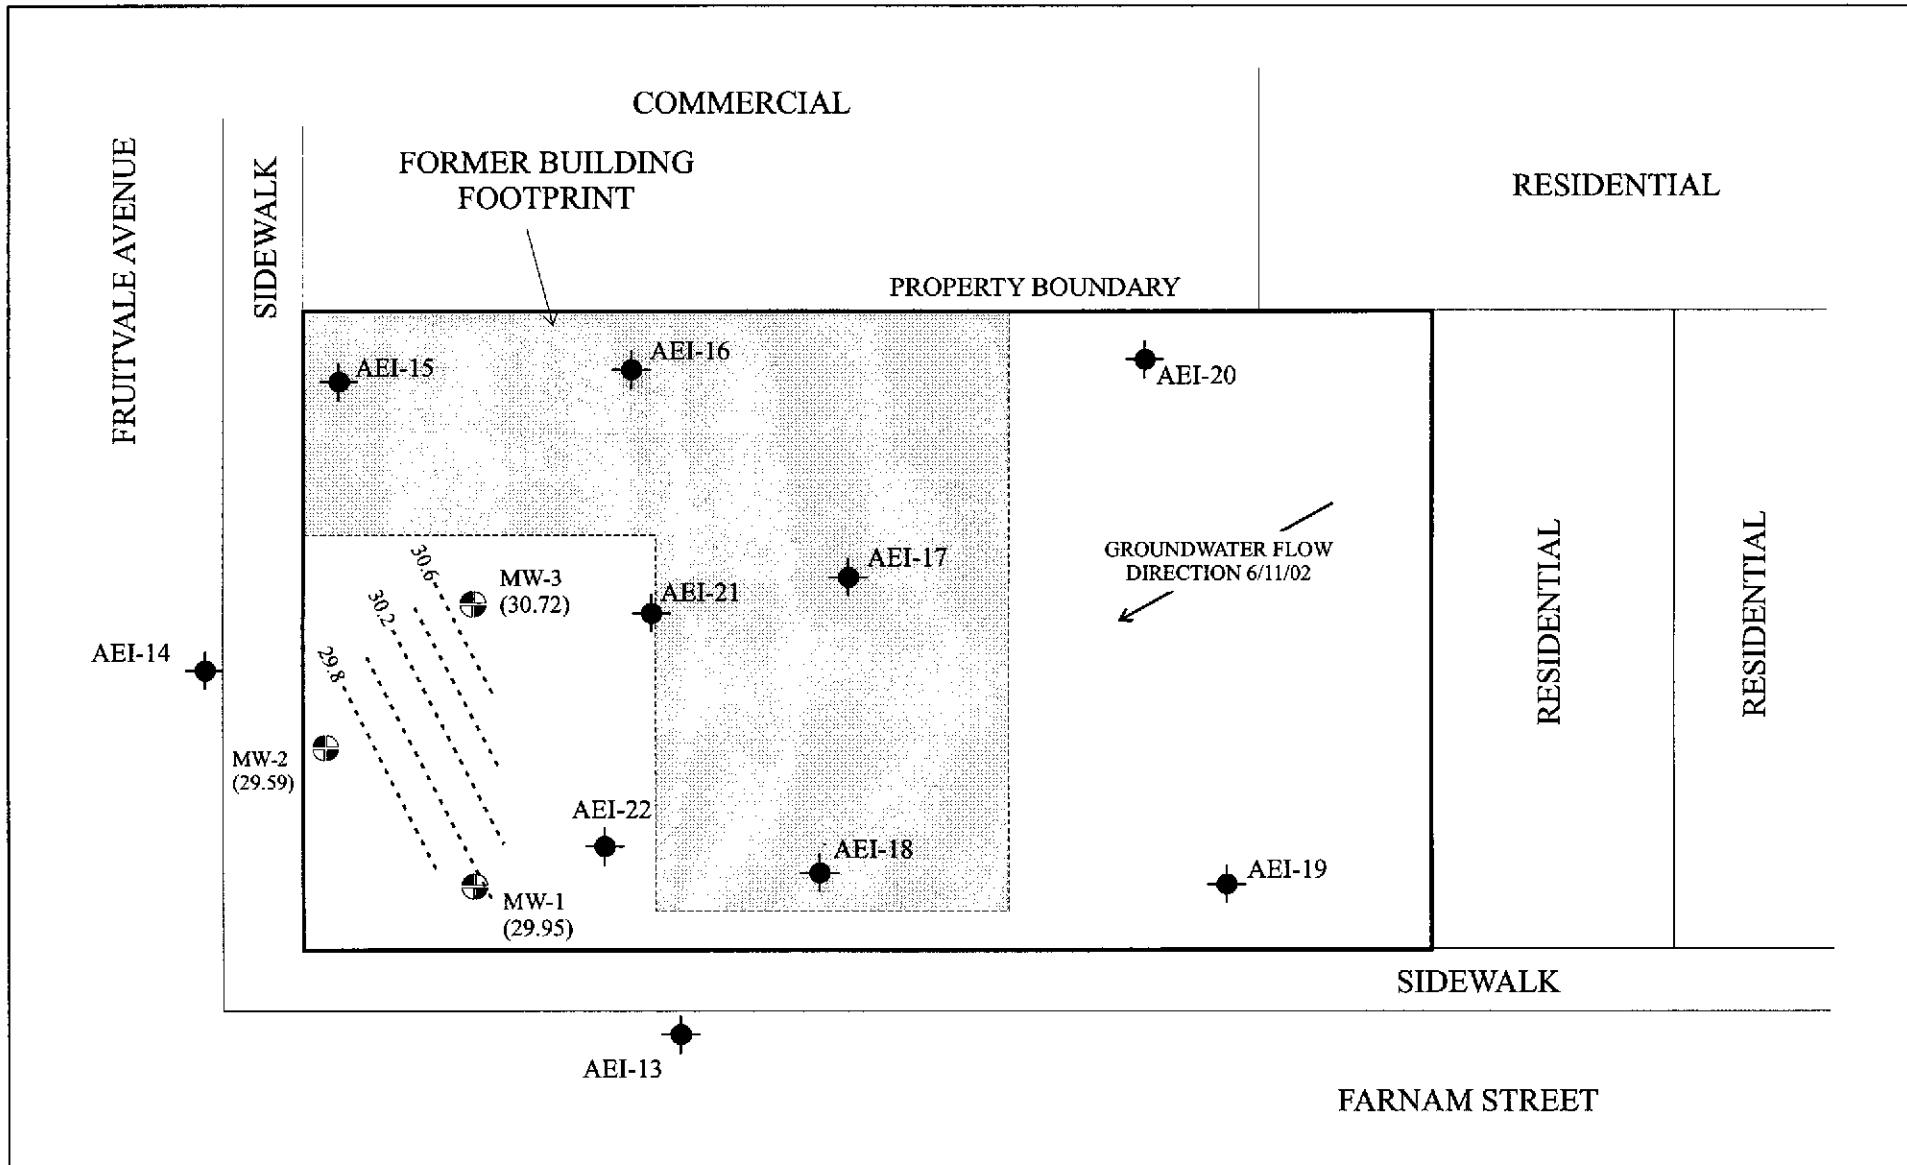 COMMERCIAL
FORMER BUILDING
FOOTPRINT
RESIDENTIAL
FRUITVALE AVENUE
SIDEWALK
PROPERTY BOUNDARY
AEI-15
AEI-16
AEI-20
30.6
MW-3
(30.72)
AEI-17
GROUNDWATER FLOW
DIRECTION 6/11/02
30.2
AEI-21
29.8
AEI-14
RESIDENTIAL
RESIDENTIAL
MW-2
(29.59)
AEI-22
AEI-18
AEI-19
MW-1
(29.95)
SIDEWALK
AEI-13
FARNAM STREET